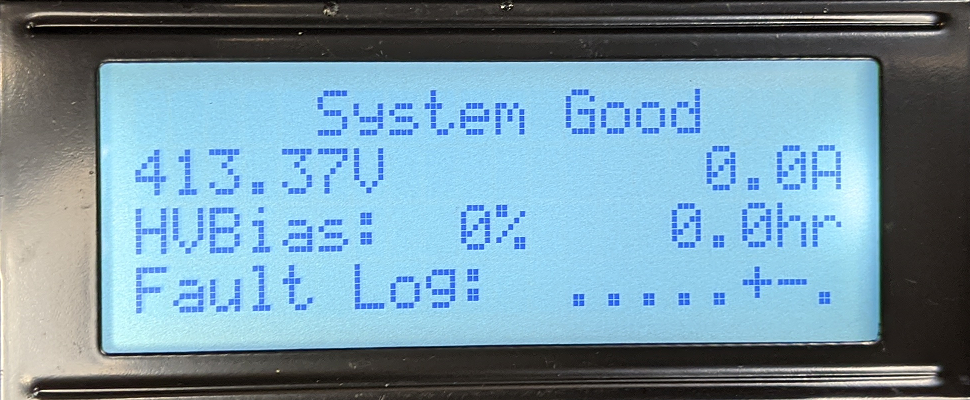 System Good
413.37V 0.0A
HVBias: 0% 0.0hr
Fault Log: .....+-.